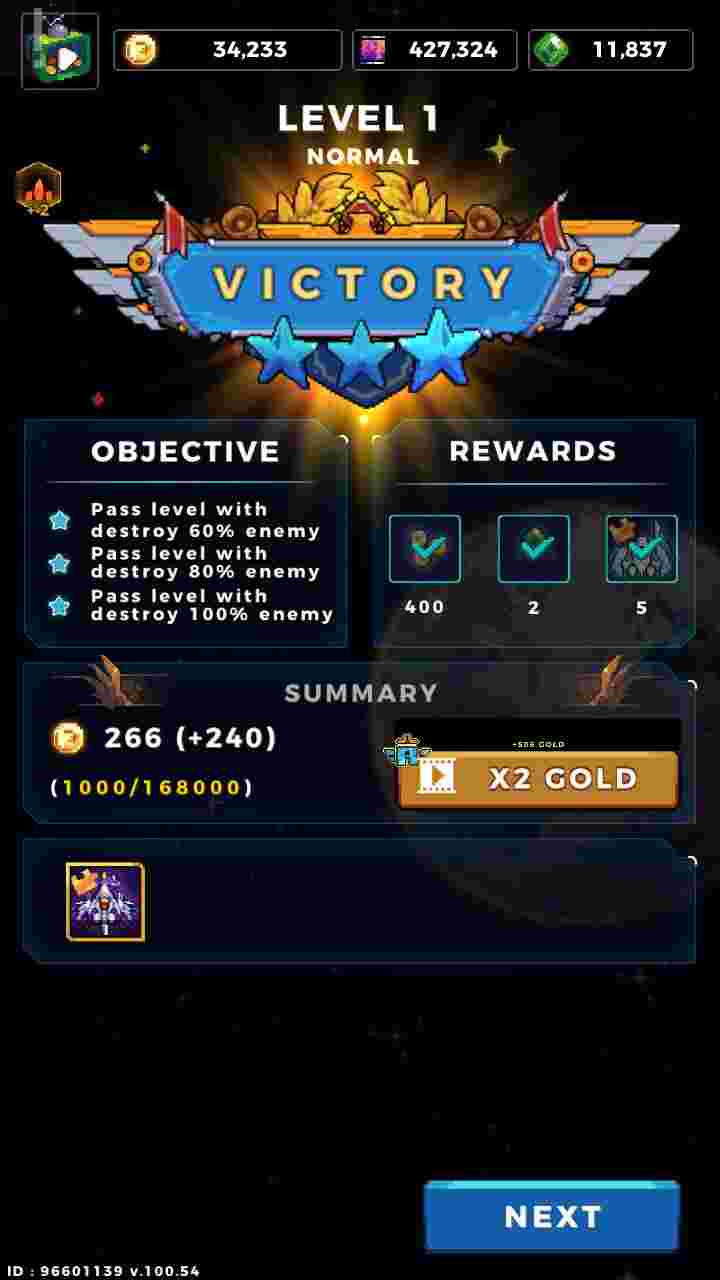 34,233 427,324 11,837
LEVEL 1
NORMAL
+2
VICTORY
OBJECTIVE
Pass level with
destroy 60% enemy
Pass level with
destroy 80% enemy
Pass level with
destroy 100% enemy
REWARDS
400 2 5
SUMMARY
266 (+240)
(1000/168000)
+506 GOLD
X2 GOLD
NEXT
ID : 96601139 v.100.54